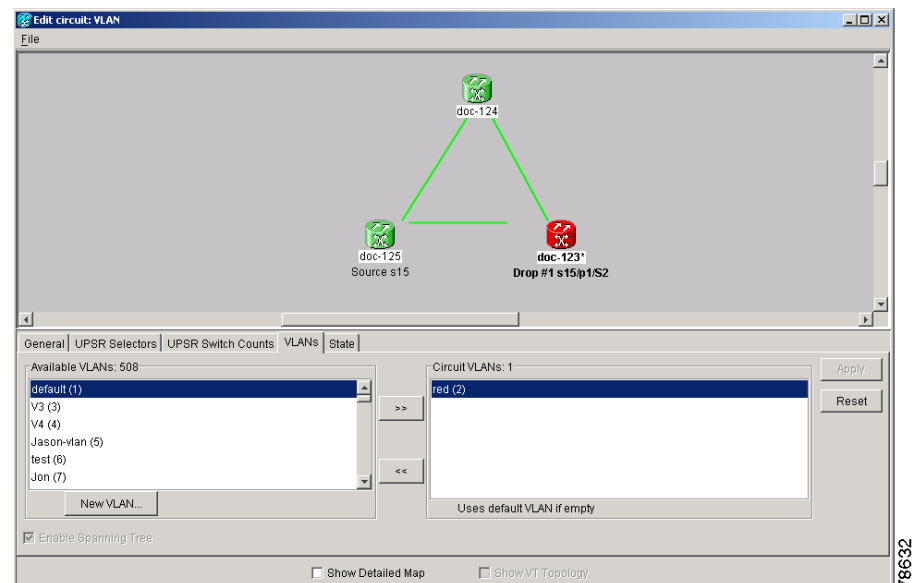 Edit circuit: VLAN
File
doc-124
doc-125
Source s15
doc-123*
Drop #1 s15/p1/S2
General UPSR Selectors UPSR Switch Counts VLANs State
Available VLANs: 508
default (1)
V3 (3)
V4 (4)
Jason-vlan (5)
test (6)
Jon (7)
New VLAN...
>>
<<
Circuit VLANs: 1
red (2)
Uses default VLAN if empty
Apply
Reset
Enable Spanning Tree
Show Detailed Map
Show VT Topology
78632